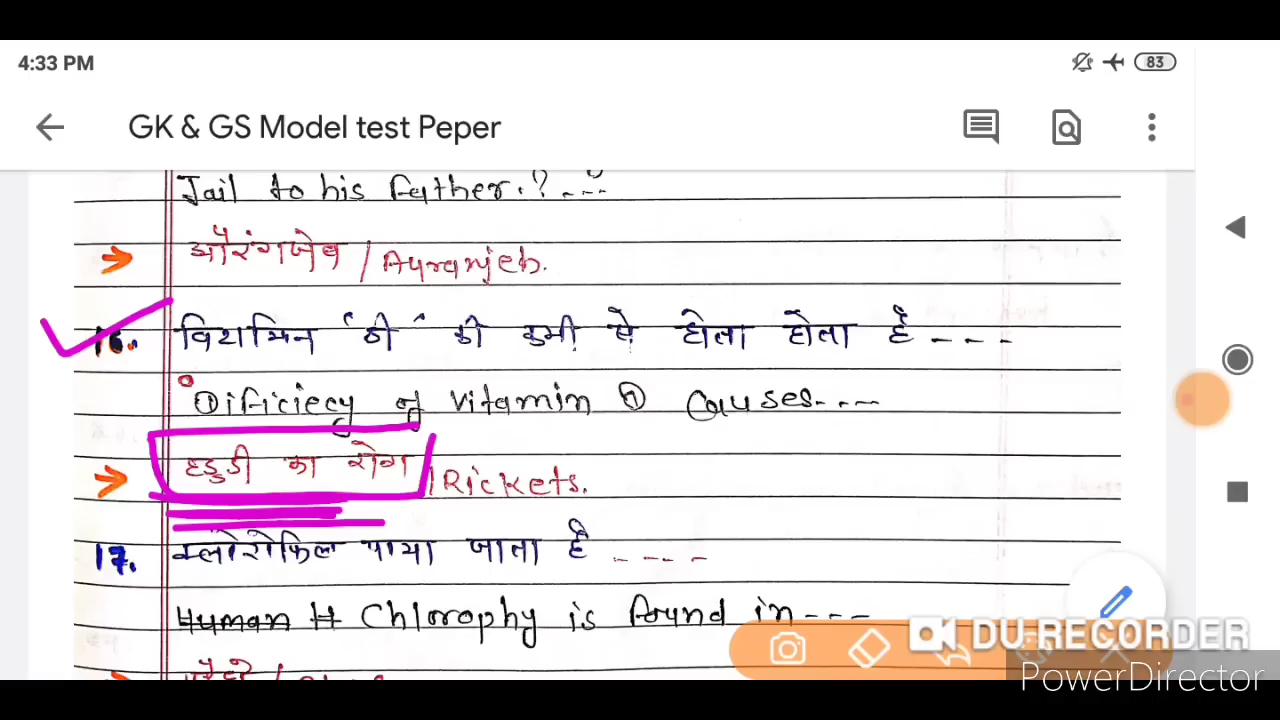 4:33 PM
83
GK & GS Model test Peper
Jail to his Father.?---
औरंगजेब / Auranjeb.
16. विटामिन 'डी' की कमी से होता होता है ----
Dificiecy of Vitamin D Causes---
हड्डी का रोग / Rickets.
17. क्लोरोफिल पाया जाता है ----
Human H Chlorophy is found in---
पौधे /
DU RECORDER
PowerDirector